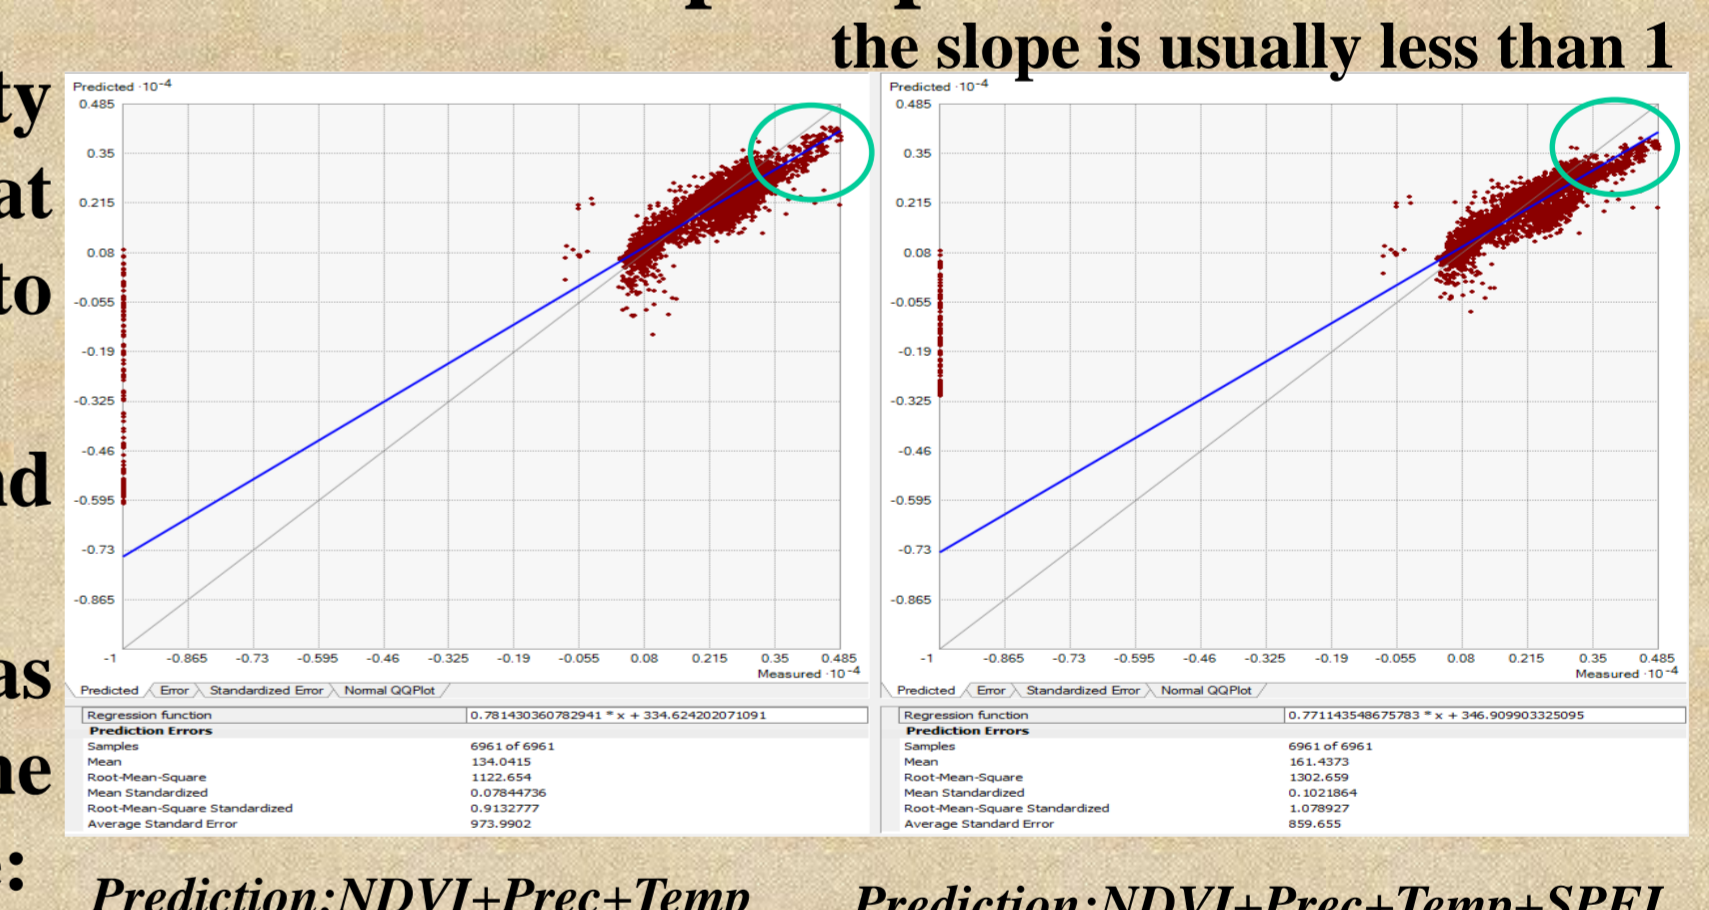 the slope is usually less than 1
ty
at
to
nd
as
ne
:
Predicted ·10⁻⁴
0.485
0.35
0.215
0.08
-0.055
-0.19
-0.325
-0.46
-0.595
-0.73
-0.865
-1 -0.865 -0.73 -0.595 -0.46 -0.325 -0.19 -0.055 0.08 0.215 0.35 0.485
Measured ·10⁻⁴
Predicted Error Standardized Error Normal QQPlot
Regression function 0.781430360782941 * x + 334.624202071091
Prediction Errors
Samples 6961 of 6961
Mean 134.0415
Root-Mean-Square 1122.654
Mean Standardized 0.07844736
Root-Mean-Square Standardized 0.9132777
Average Standard Error 973.9902
Prediction:NDVI+Prec+Temp
Predicted ·10⁻⁴
0.485
0.35
0.215
0.08
-0.055
-0.19
-0.325
-0.46
-0.595
-0.73
-0.865
-1 -0.865 -0.73 -0.595 -0.46 -0.325 -0.19 -0.055 0.08 0.215 0.35 0.485
Measured ·10⁻⁴
Predicted Error Standardized Error Normal QQPlot
Regression function 0.771143548675783 * x + 346.909903325095
Prediction Errors
Samples 6961 of 6961
Mean 161.4373
Root-Mean-Square 1302.659
Mean Standardized 0.1021864
Root-Mean-Square Standardized 1.078927
Average Standard Error 859.655
Prediction:NDVI+Prec+Temp+SPEI